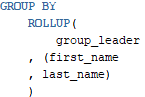 GROUP BY
ROLLUP(
group_leader
, (first_name
, last_name)
)